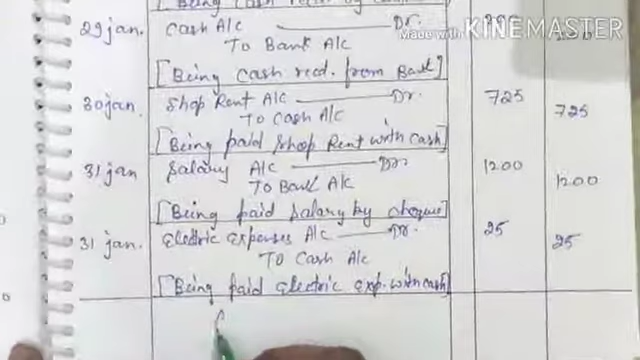 [Being cash
29 jan. Cash A/c Dr.
To Bank A/c
[Being cash recd. from Bank]
30 jan. Shop Rent A/c Dr. 725
To Cash A/c 725
[Being paid Shop Rent with cash]
31 jan Salary A/c Dr. 1200
To Bank A/c 1200
[Being paid Salary by cheque]
31 jan. Electric expenses A/c Dr. 25
To Cash A/c 25
[Being paid Electric Exp. with cash]
Made with KINEMASTER